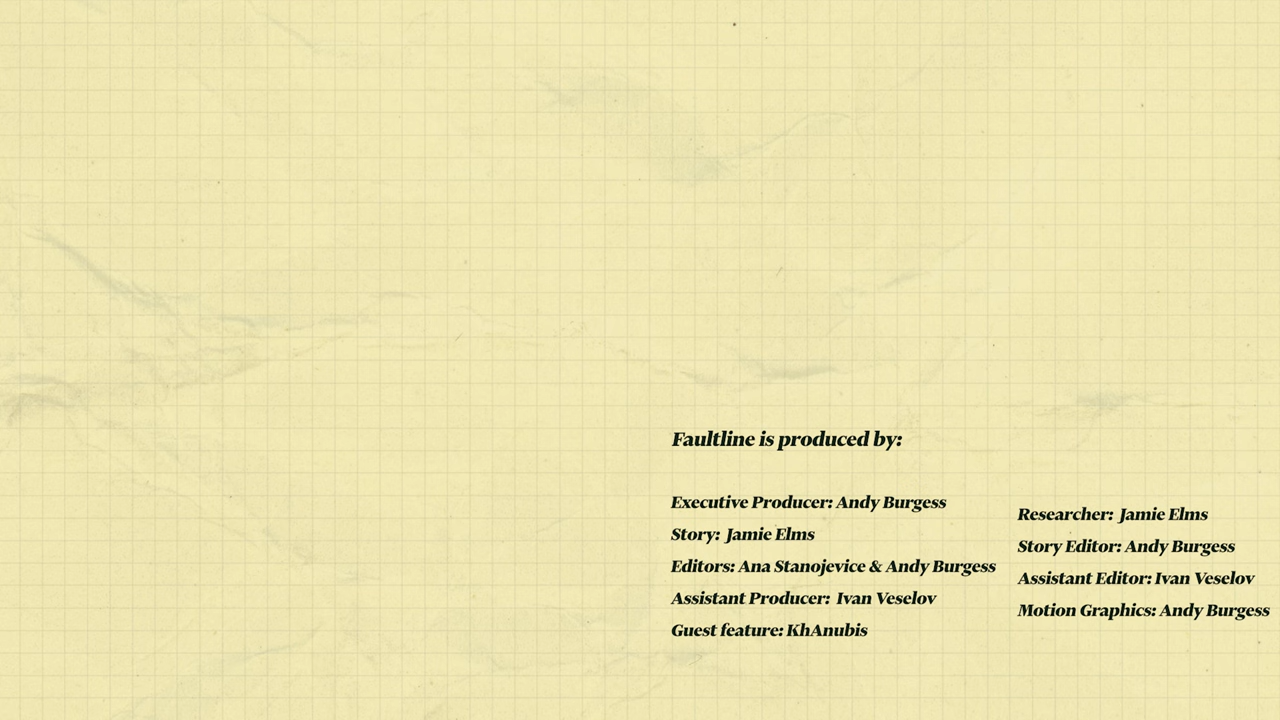 Faultline is produced by:
Executive Producer: Andy Burgess
Story: Jamie Elms
Editors: Ana Stanojevice & Andy Burgess
Assistant Producer: Ivan Veselov
Guest feature: KhAnubis
Researcher: Jamie Elms
Story Editor: Andy Burgess
Assistant Editor: Ivan Veselov
Motion Graphics: Andy Burgess